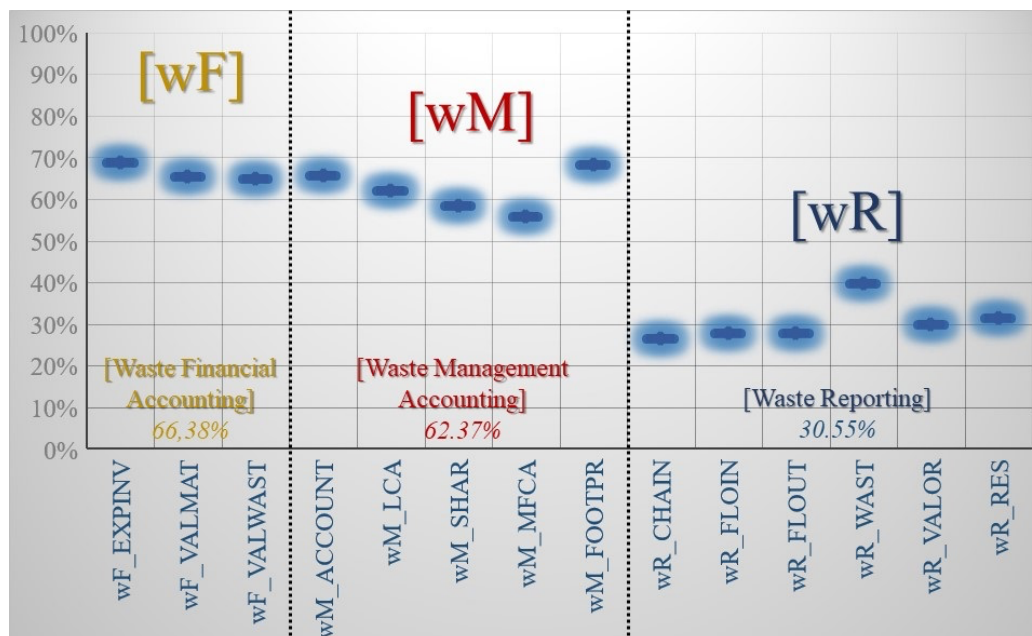 100%
90%
80%
70%
60%
50%
40%
30%
20%
10%
0%
[wF]
[wM]
[wR]
[Waste Financial
Accounting]
66,38%
[Waste Management
Accounting]
62.37%
[Waste Reporting]
30.55%
wF_EXPINV
wF_VALMAT
wF_VALWAST
wM_ACCOUNT
wM_LCA
wM_SHAR
wM_MFCA
wM_FOOTPR
wR_CHAIN
wR_FLOIN
wR_FLOUT
wR_WAST
wR_VALOR
wR_RES